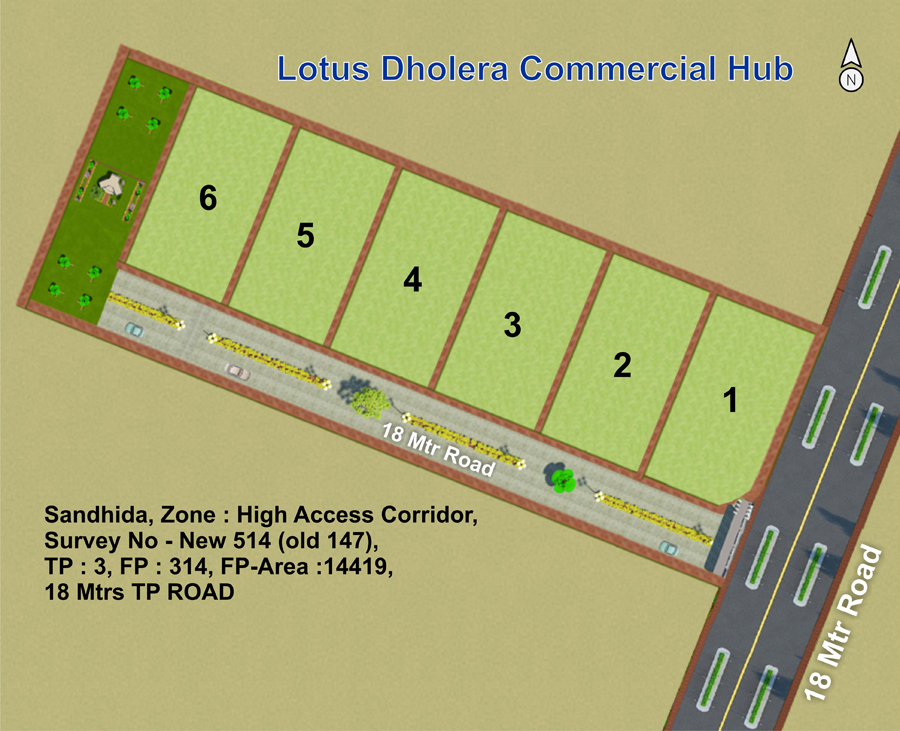 Lotus Dholera Commercial Hub
N
6
5
4
3
2
1
18 Mtr Road
Sandhida, Zone : High Access Corridor,
Survey No - New 514 (old 147),
TP : 3, FP : 314, FP-Area :14419,
18 Mtrs TP ROAD
18 Mtr Road